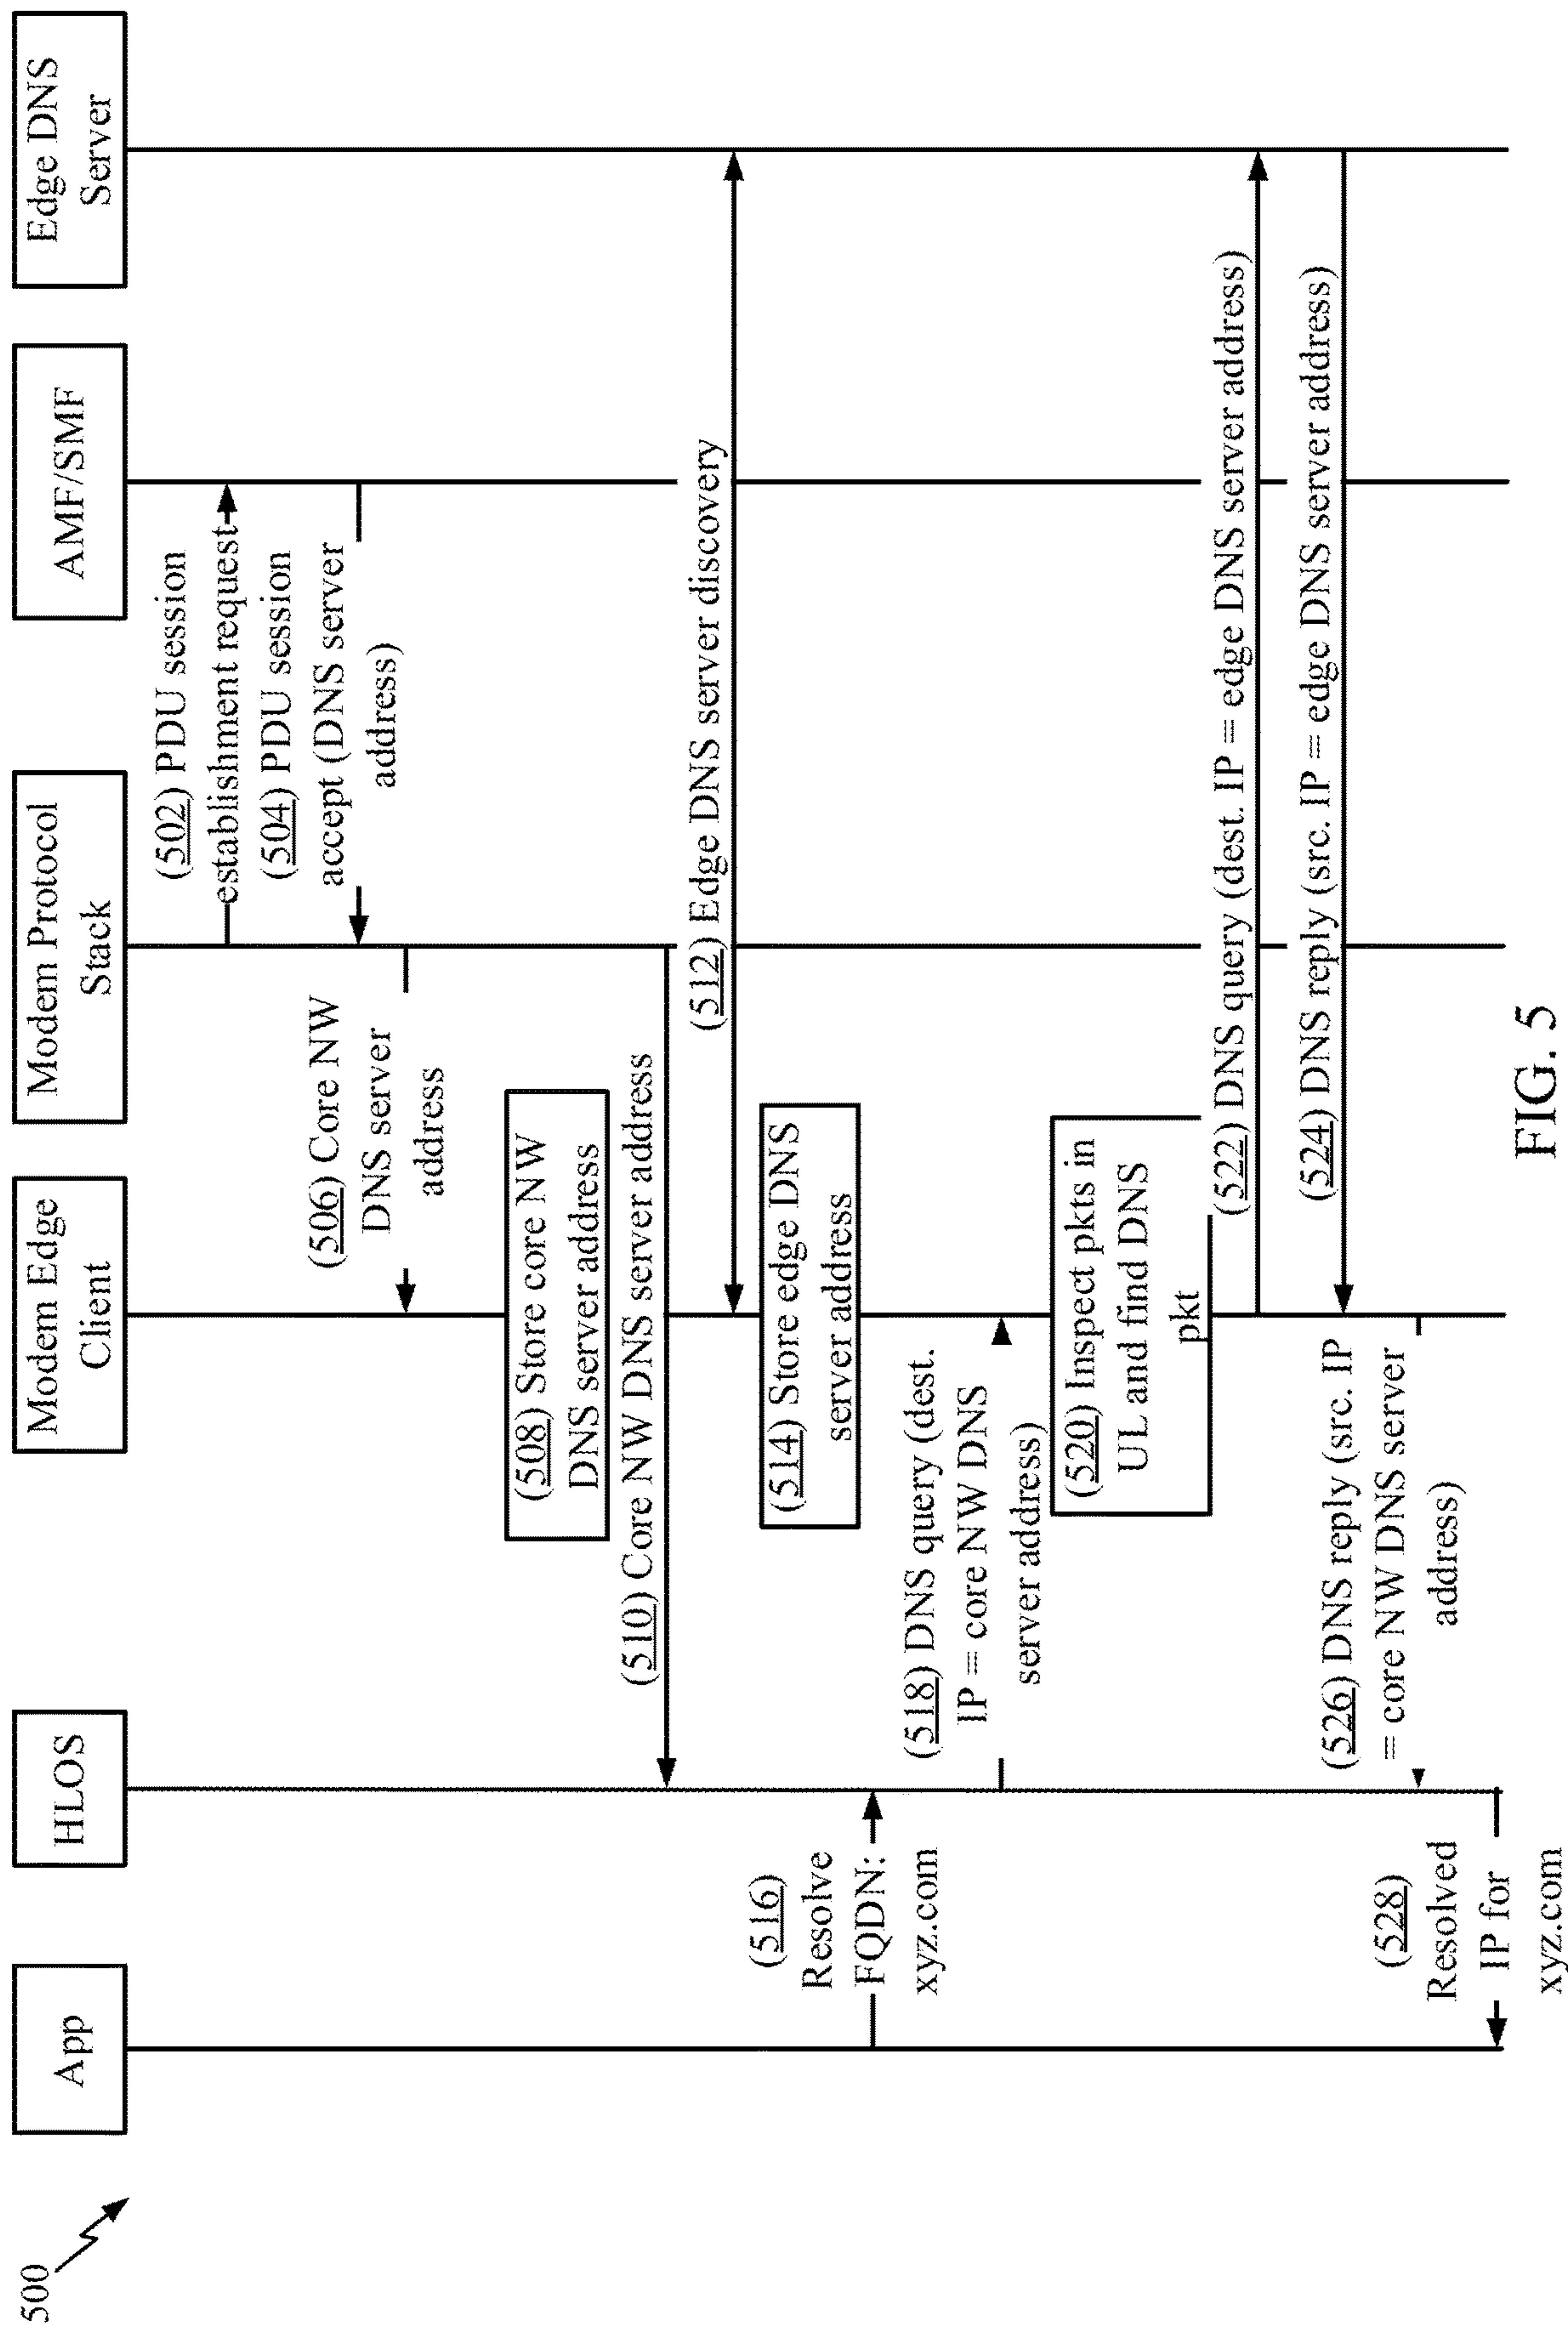 500
App
HLOS
Modem Edge
Client
Modem Protocol
Stack
AMF/SMF
Edge DNS
Server
(502) PDU session
establishment request
(504) PDU session
accept (DNS server
address)
(506) Core NW
DNS server
address
(508) Store core NW
DNS server address
(510) Core NW DNS server address
(512) Edge DNS server discovery
(514) Store edge DNS
server address
(516)
Resolve
FQDN:
xyz.com
(518) DNS query (dest.
IP = core NW DNS
server address)
(520) Inspect pkts in
UL and find DNS
pkt
(522) DNS query (dest. IP = edge DNS server address)
(524) DNS reply (src. IP = edge DNS server address)
(526) DNS reply (src. IP
= core NW DNS server
address)
(528)
Resolved
IP for
xyz.com
FIG. 5